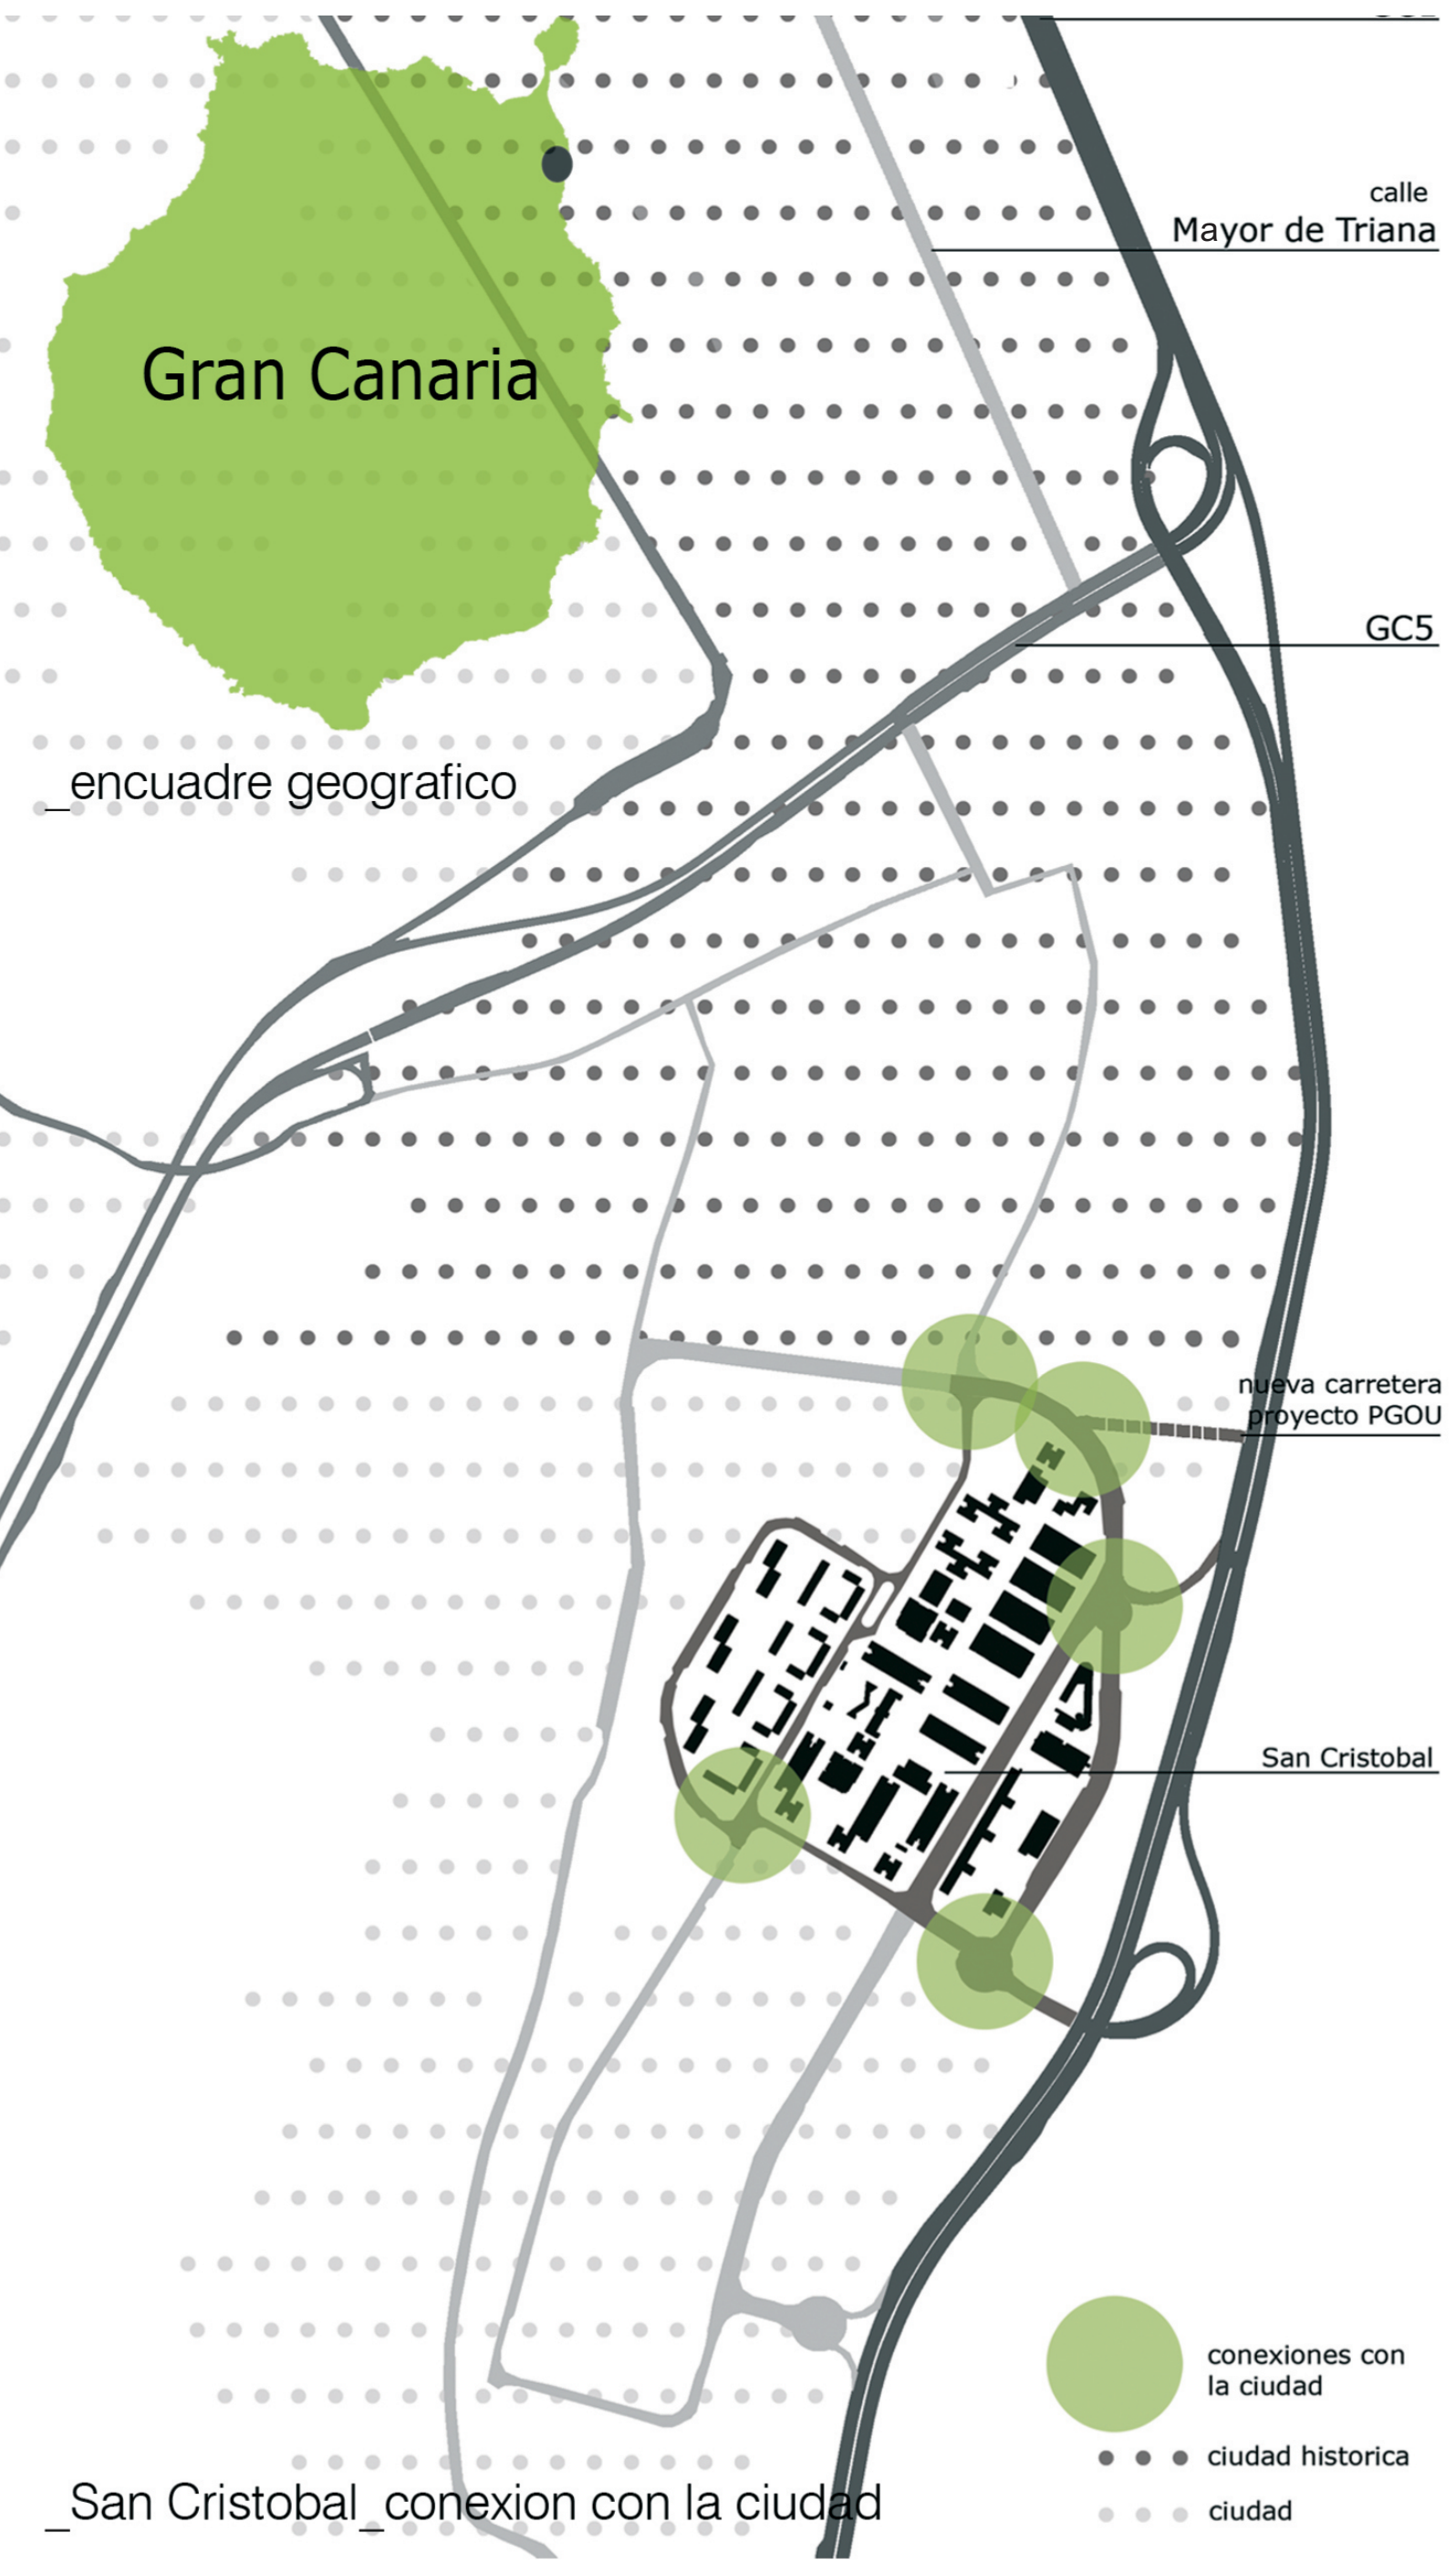 calle
Mayor de Triana
Gran Canaria
GC5
_encuadre geografico
nueva carretera
proyecto PGOU
San Cristobal
conexiones con
la ciudad
ciudad historica
ciudad
_San Cristobal_conexion con la ciudad